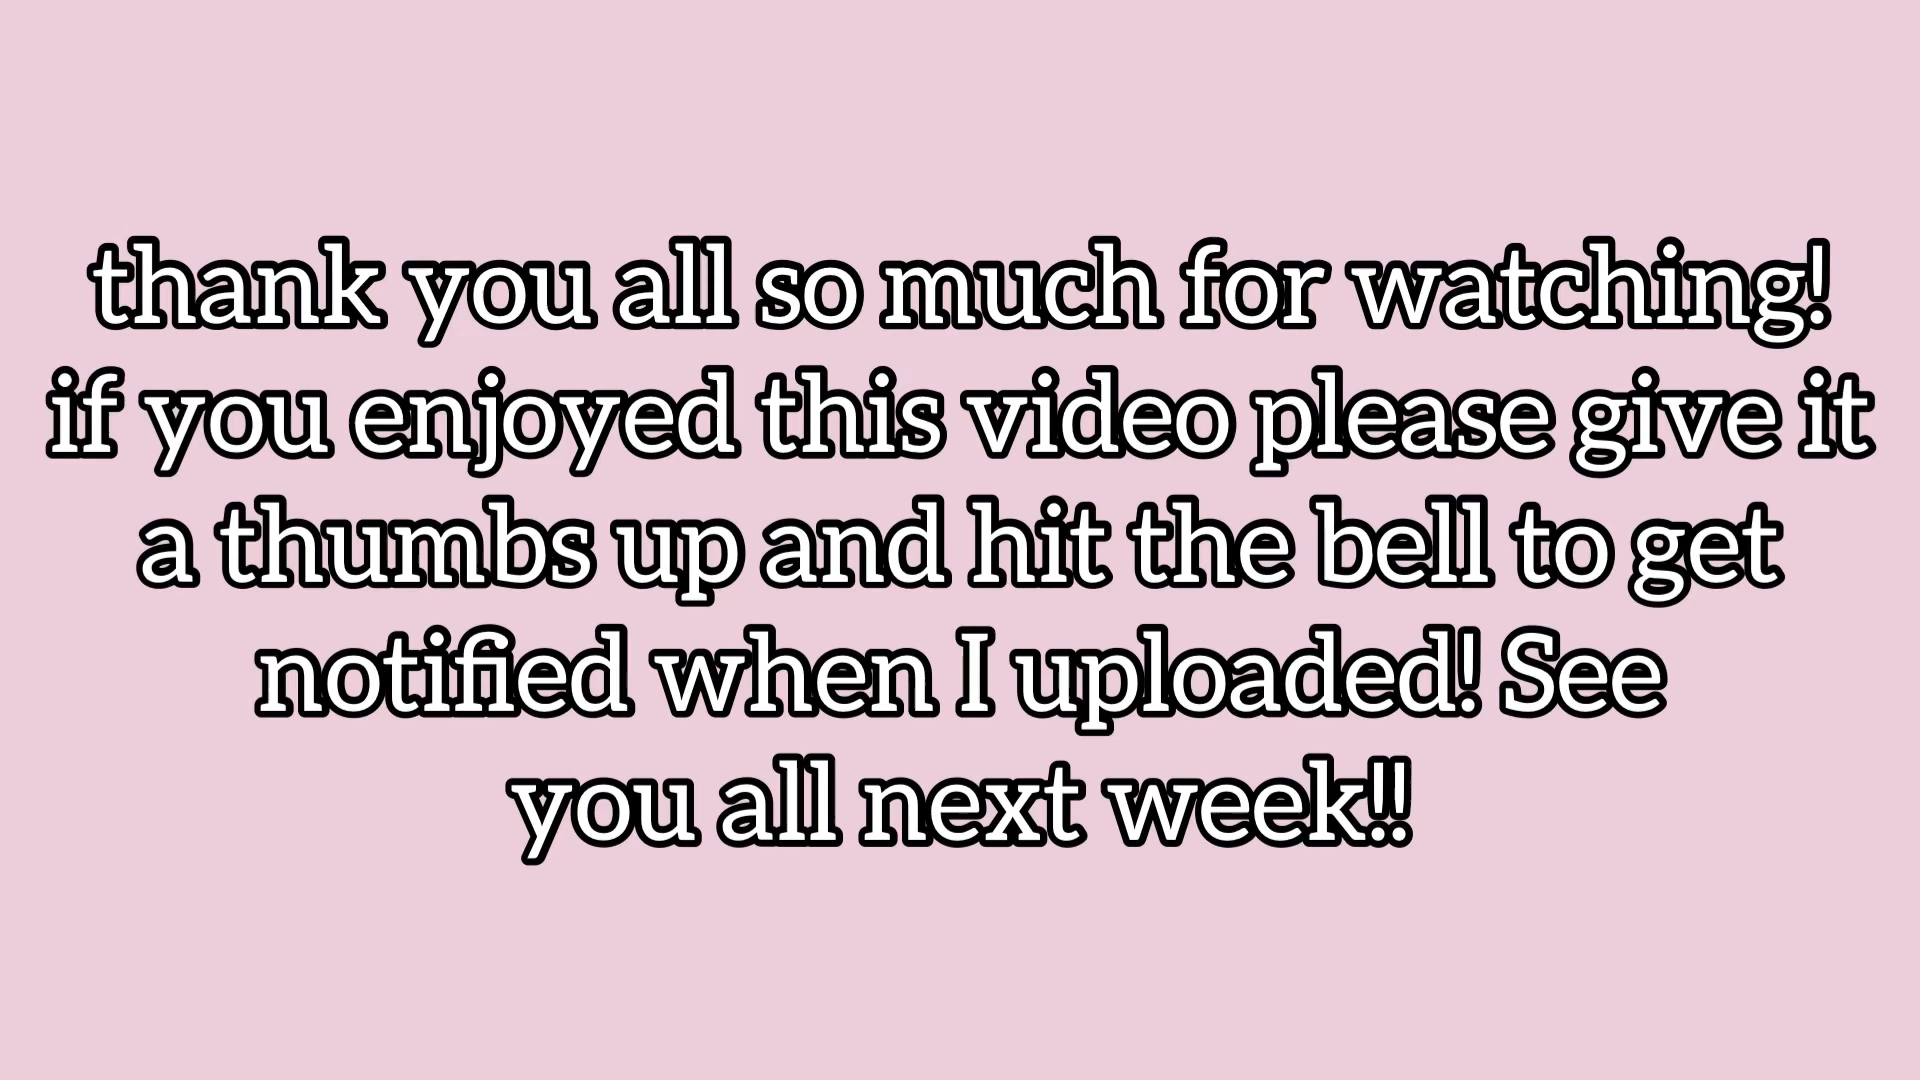 thank you all so much for watching!
if you enjoyed this video please give it
a thumbs up and hit the bell to get
notified when I uploaded! See
you all next week!!